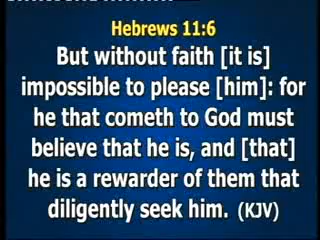 Hebrews 11:6
But without faith [it is]
impossible to please [him]: for
he that cometh to God must
believe that he is, and [that]
he is a rewarder of them that
diligently seek him. (KJV)